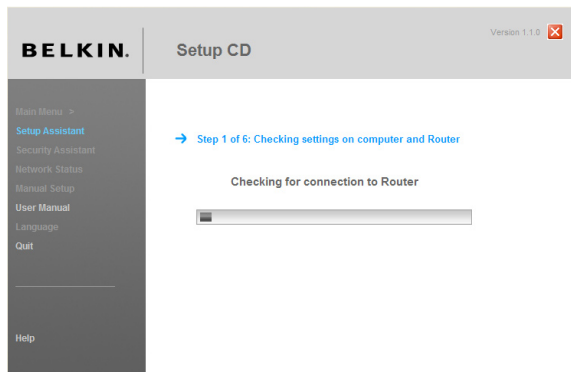 BELKIN.
Setup CD
Version 1.1.0
Main Menu >
Setup Assistant
Security Assistant
Network Status
Manual Setup
User Manual
Language
Quit
Help
Step 1 of 6: Checking settings on computer and Router
Checking for connection to Router